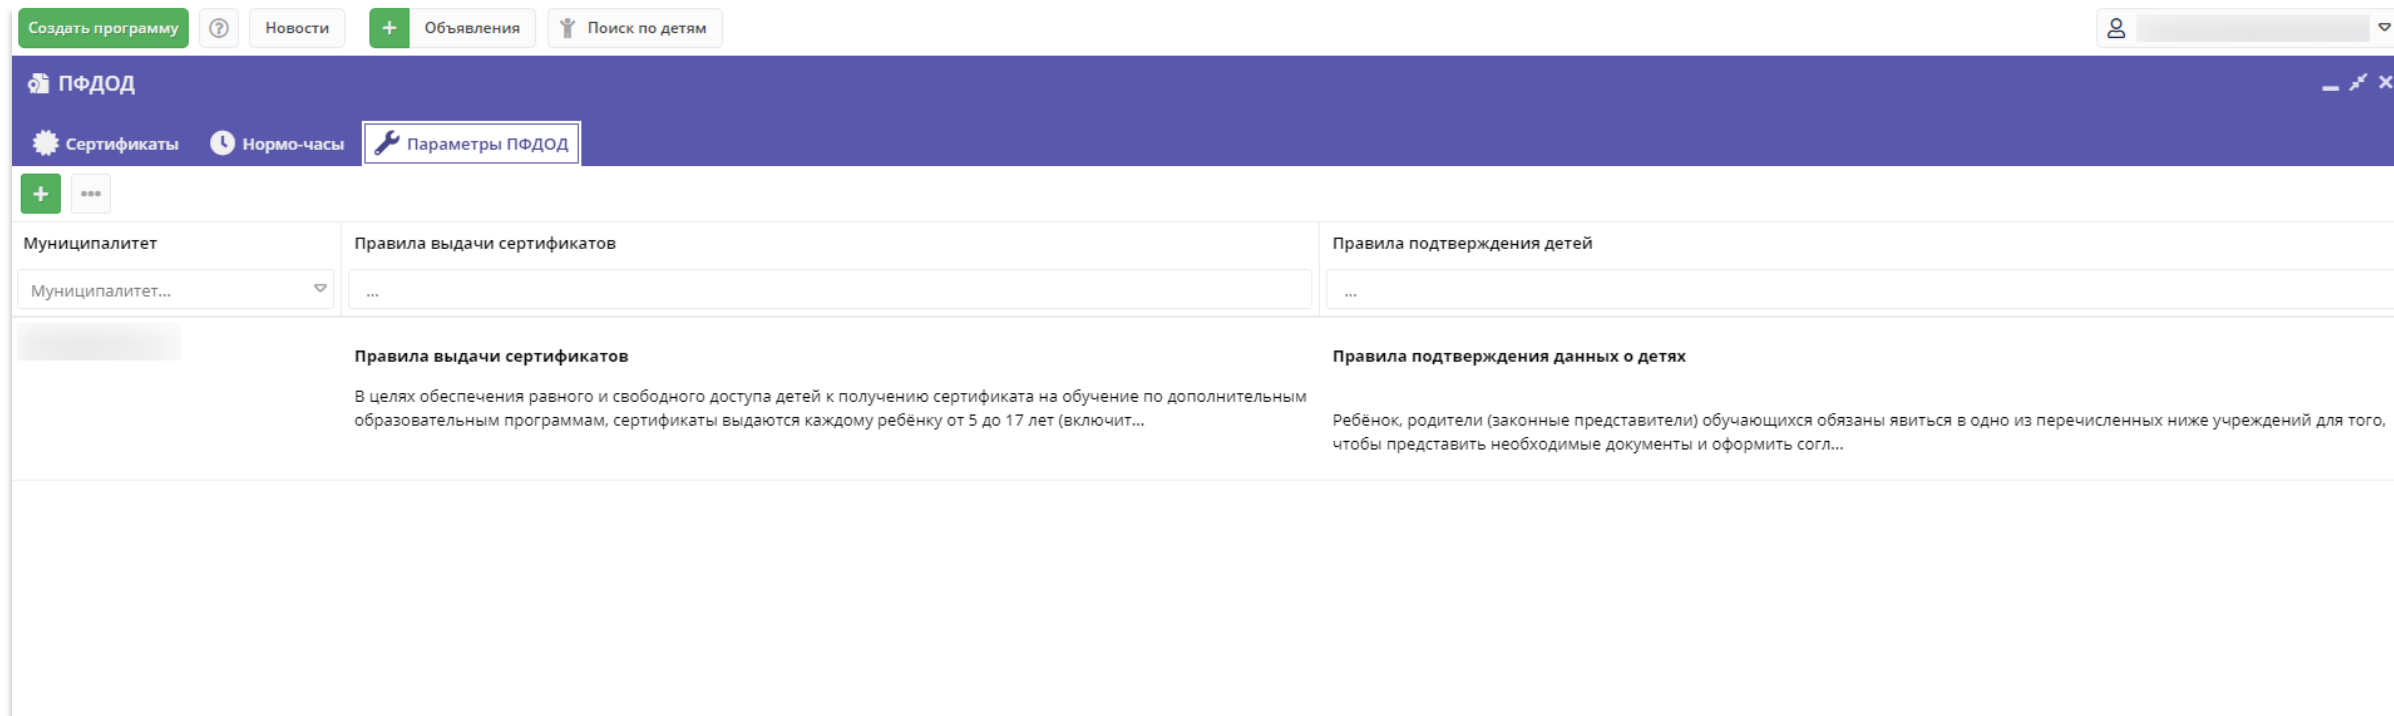 Создать программу
?
Новости
+ Объявления
Поиск по детям
ПФДОД
Сертификаты
Нормо-часы
Параметры ПФДОД
+
Муниципалитет
Правила выдачи сертификатов
Правила подтверждения детей
Муниципалитет...
...
...
Правила выдачи сертификатов
В целях обеспечения равного и свободного доступа детей к получению сертификата на обучение по дополнительным
образовательным программам, сертификаты выдаются каждому ребёнку от 5 до 17 лет (включит...
Правила подтверждения данных о детях
Ребёнок, родители (законные представители) обучающихся обязаны явиться в одно из перечисленных ниже учреждений для того,
чтобы представить необходимые документы и оформить согл...